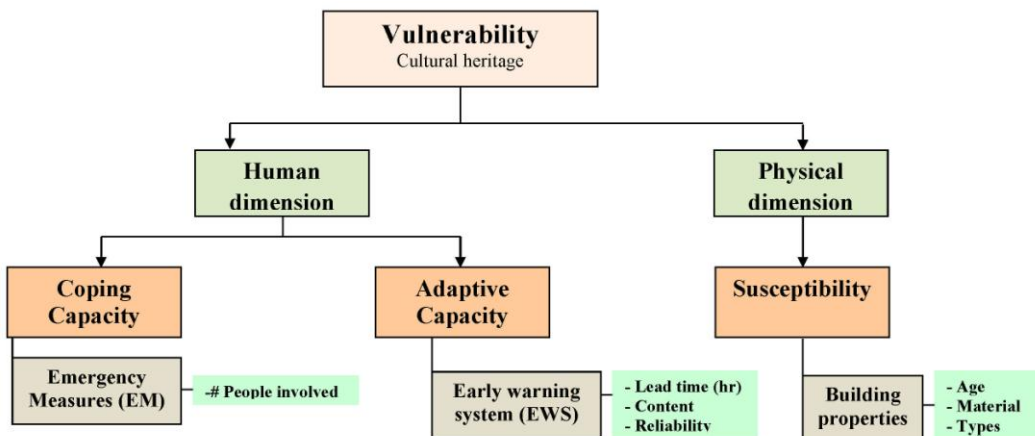 Vulnerability
Cultural heritage
Human
dimension
Physical
dimension
Coping
Capacity
Adaptive
Capacity
Susceptibility
Emergency
Measures (EM)
-# People involved
Early warning
system (EWS)
- Lead time (hr)
- Content
- Reliability
Building
properties
- Age
- Material
- Types